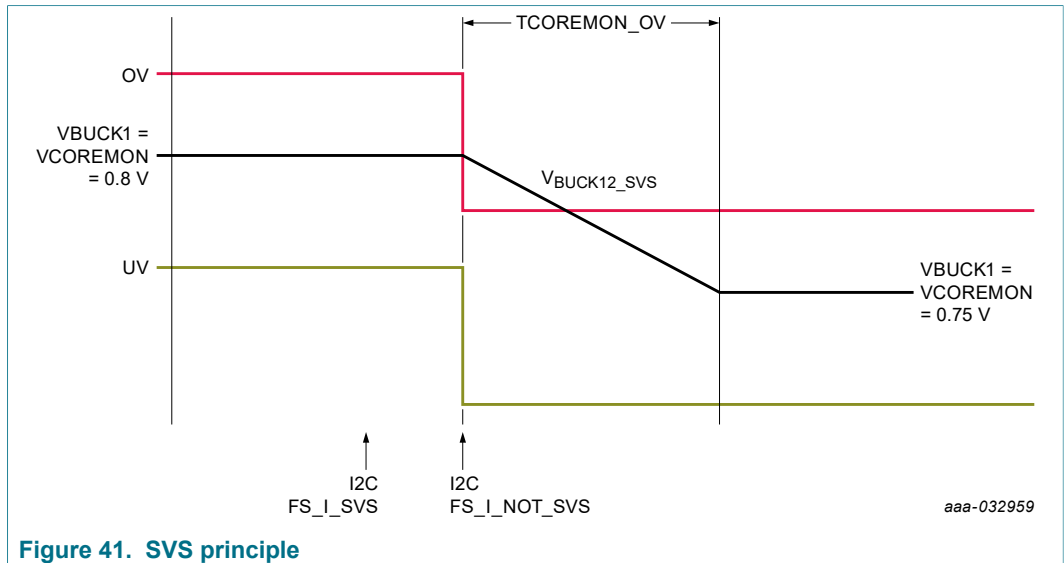 TCOREMON_OV
OV
VBUCK1 =
VCOREMON
= 0.8 V
VBUCK12_SVS
UV
VBUCK1 =
VCOREMON
= 0.75 V
I2C
FS_I_SVS
I2C
FS_I_NOT_SVS
aaa-032959
Figure 41. SVS principle